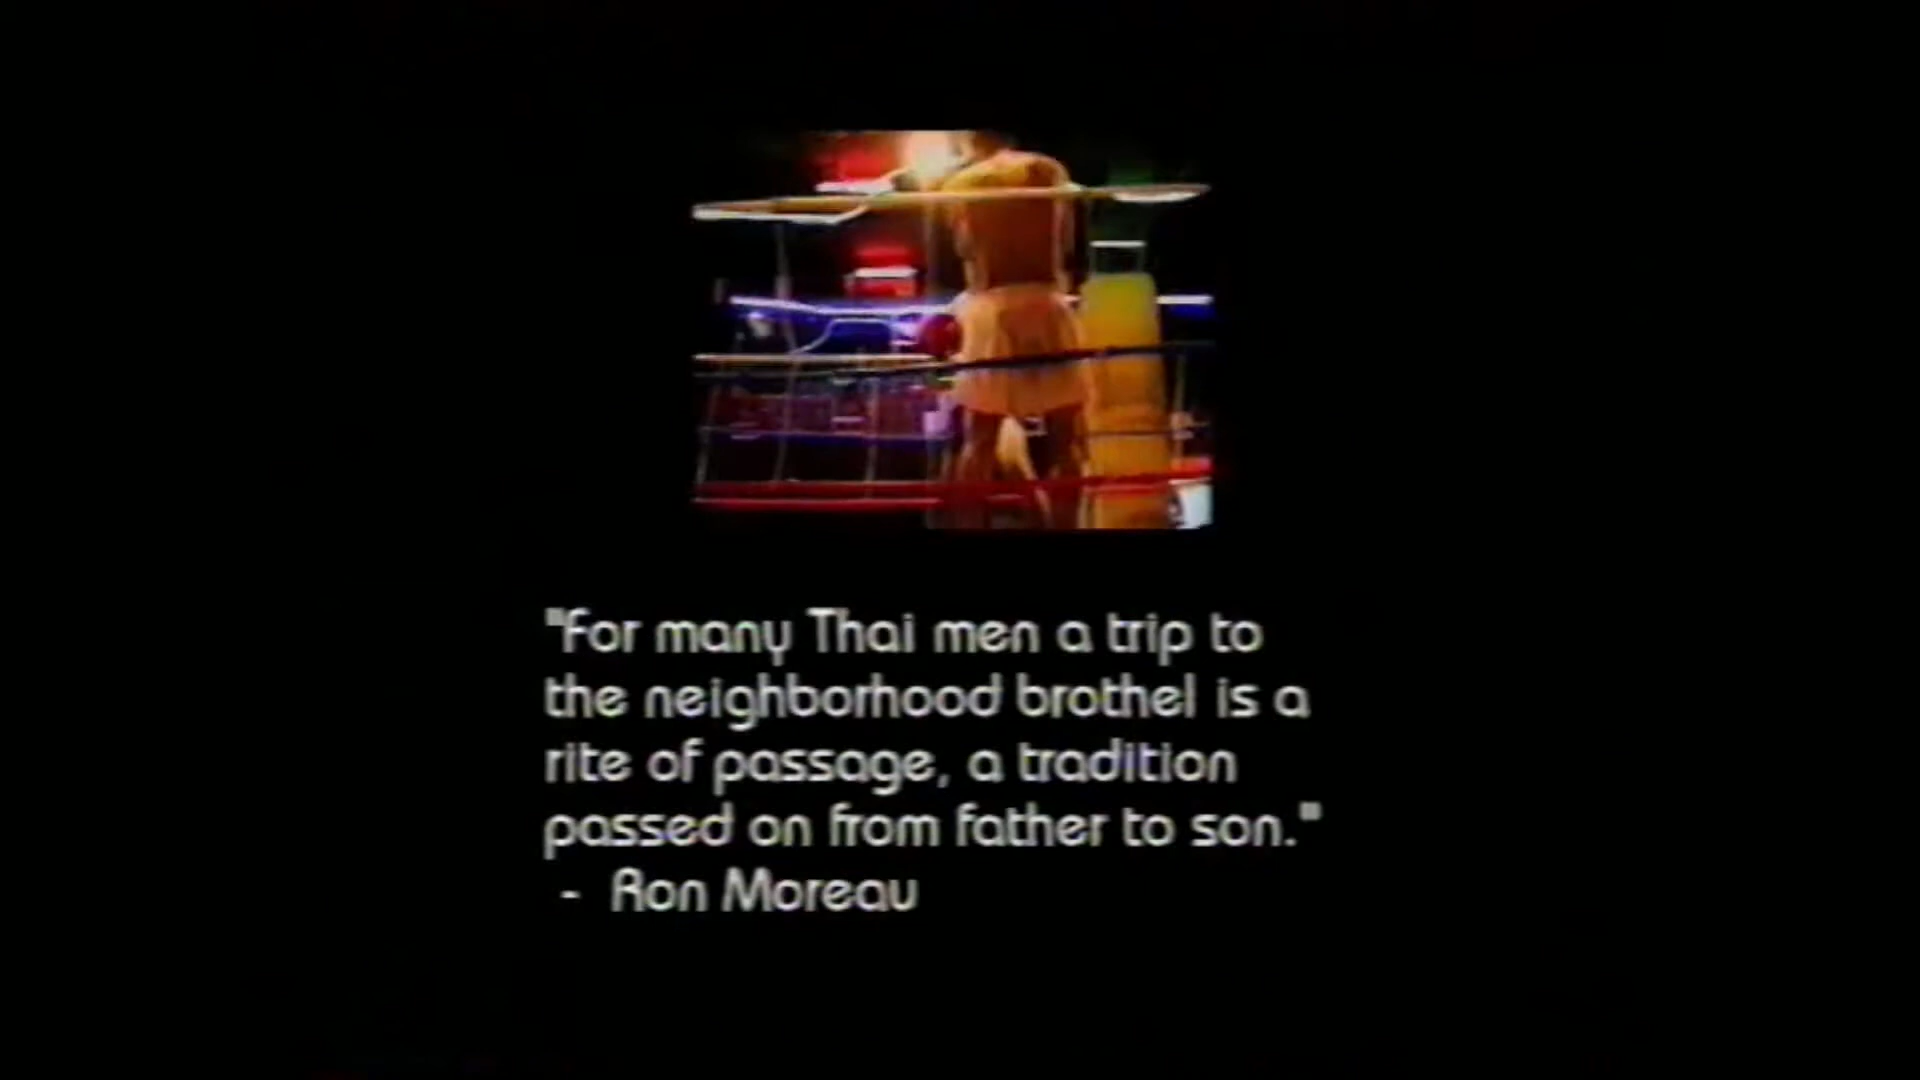 "For many Thai men a trip to
the neighborhood brothel is a
rite of passage, a tradition
passed on from father to son."
- Ron Moreau